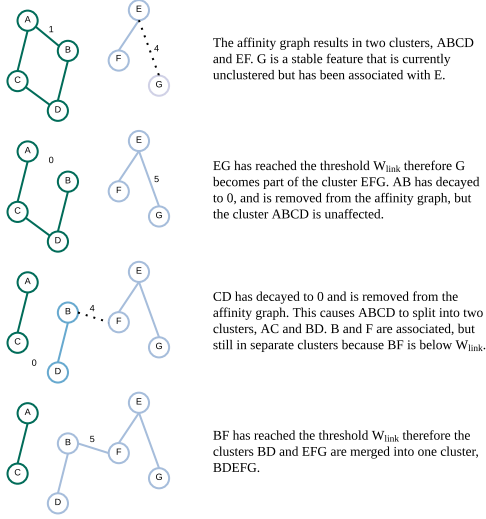 A
1
B
C
D
E
F
4
G
The affinity graph results in two clusters, ABCD
and EF. G is a stable feature that is currently
unclustered but has been associated with E.
A
0
B
C
D
E
F
5
G
EG has reached the threshold Wlink therefore G
becomes part of the cluster EFG. AB has decayed
to 0, and is removed from the affinity graph, but
the cluster ABCD is unaffected.
A
B
C
0
D
4
E
F
G
CD has decayed to 0 and is removed from the
affinity graph. This causes ABCD to split into two
clusters, AC and BD. B and F are associated, but
still in separate clusters because BF is below Wlink.
A
B
C
D
5
E
F
G
BF has reached the threshold Wlink therefore the
clusters BD and EFG are merged into one cluster,
BDEFG.